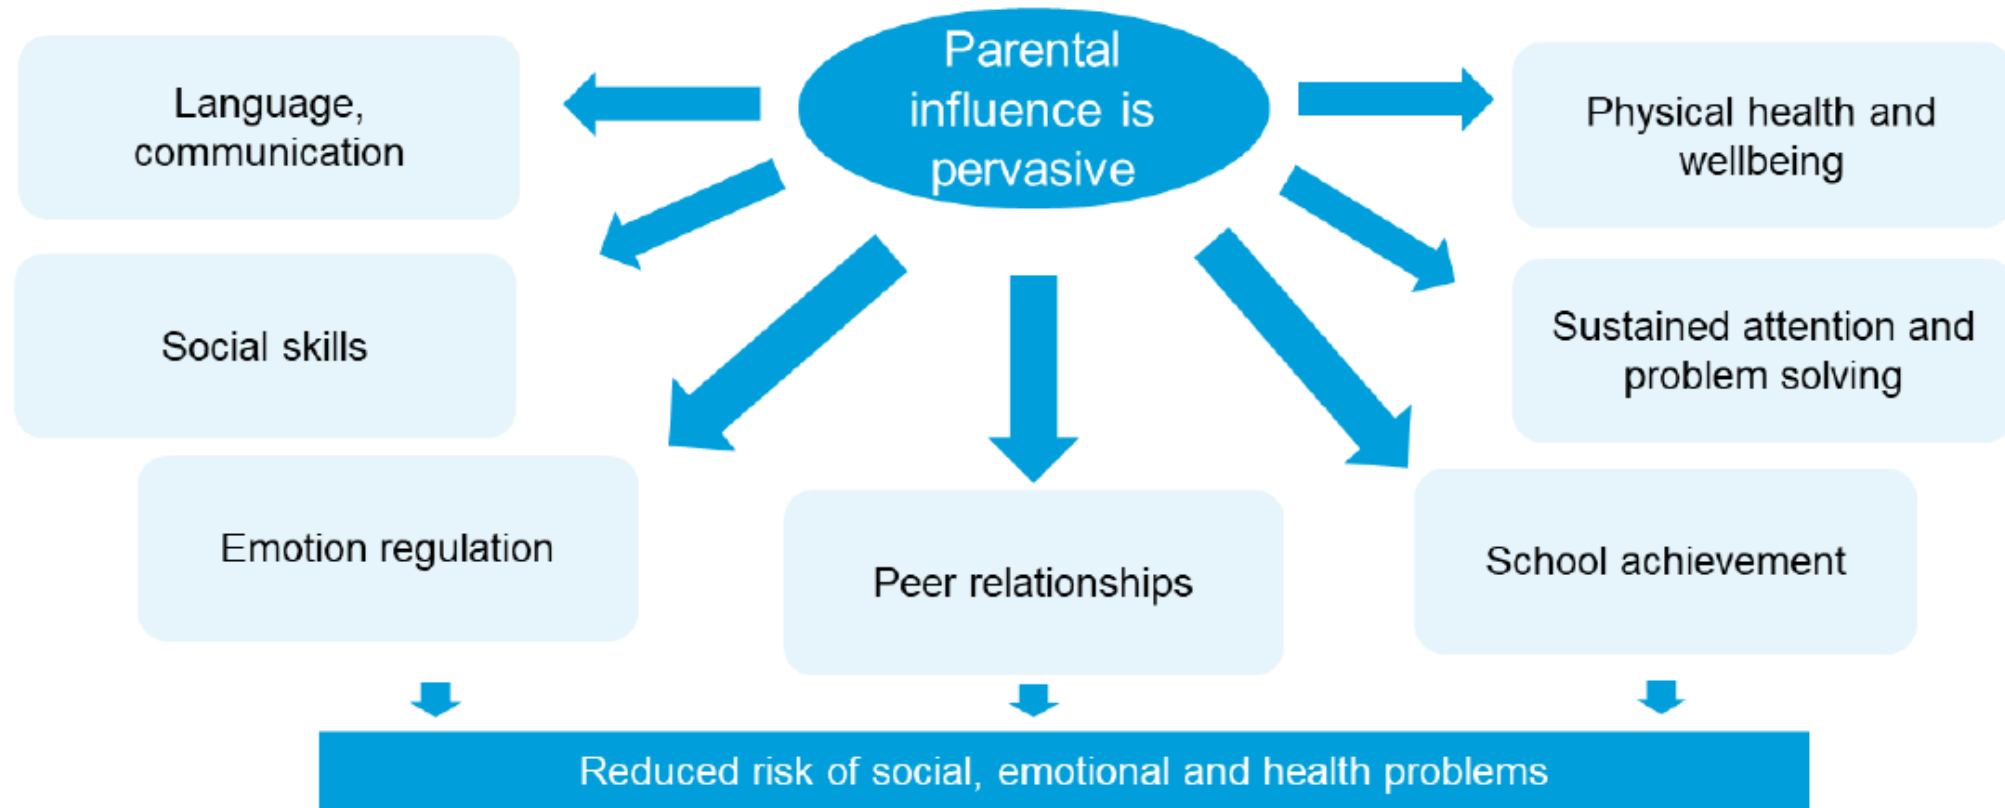 Parental
influence is
pervasive
Language,
communication
Physical health and
wellbeing
Social skills
Sustained attention and
problem solving
Emotion regulation
Peer relationships
School achievement
Reduced risk of social, emotional and health problems